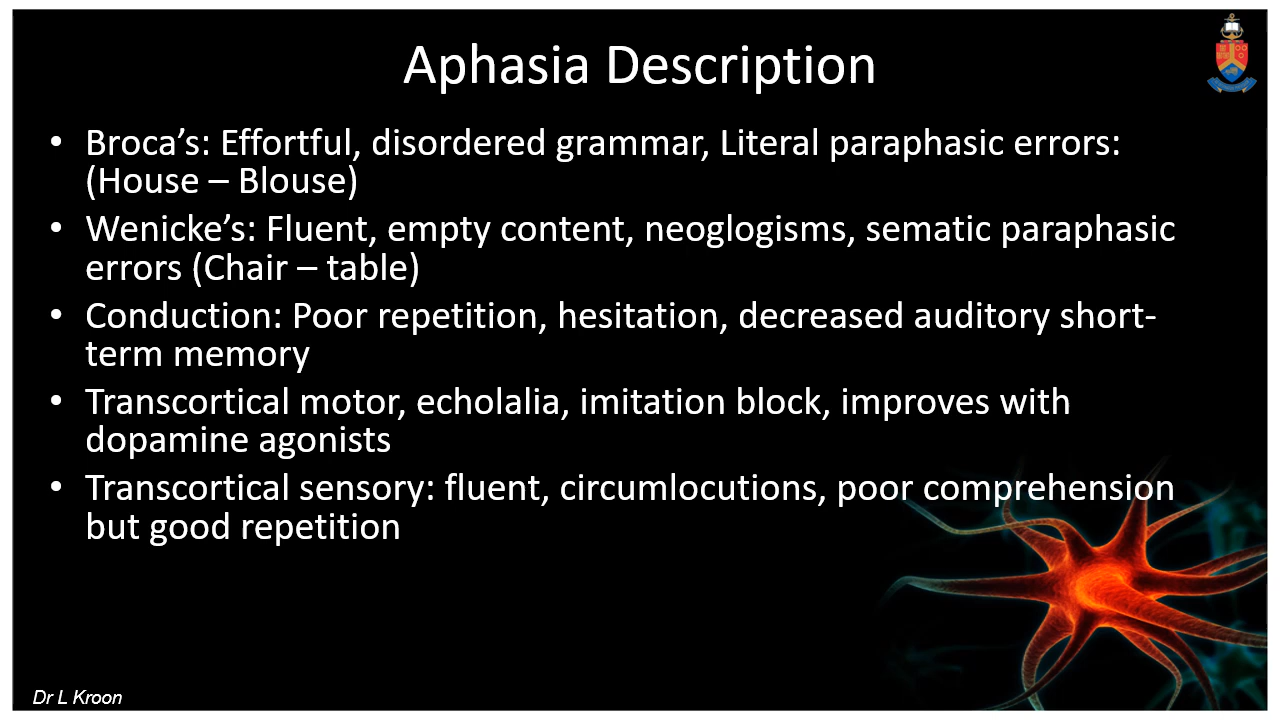 Aphasia Description
• Broca’s: Effortful, disordered grammar, Literal paraphasic errors:
(House – Blouse)
• Wenicke’s: Fluent, empty content, neoglogisms, sematic paraphasic
errors (Chair – table)
• Conduction: Poor repetition, hesitation, decreased auditory short-
term memory
• Transcortical motor, echolalia, imitation block, improves with
dopamine agonists
• Transcortical sensory: fluent, circumlocutions, poor comprehension
but good repetition
Dr L Kroon